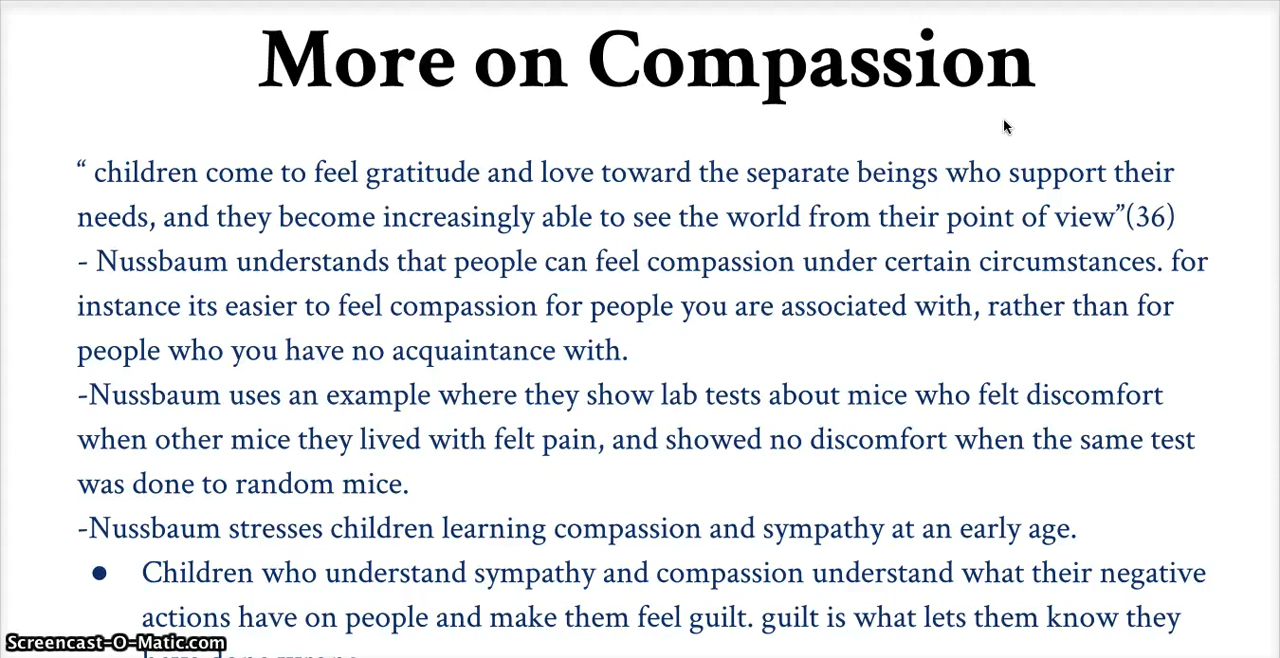 More on Compassion
“ children come to feel gratitude and love toward the separate beings who support their
needs, and they become increasingly able to see the world from their point of view”(36)
- Nussbaum understands that people can feel compassion under certain circumstances. for
instance its easier to feel compassion for people you are associated with, rather than for
people who you have no acquaintance with.
-Nussbaum uses an example where they show lab tests about mice who felt discomfort
when other mice they lived with felt pain, and showed no discomfort when the same test
was done to random mice.
-Nussbaum stresses children learning compassion and sympathy at an early age.
● Children who understand sympathy and compassion understand what their negative
actions have on people and make them feel guilt. guilt is what lets them know they
Screencast-O-Matic.com